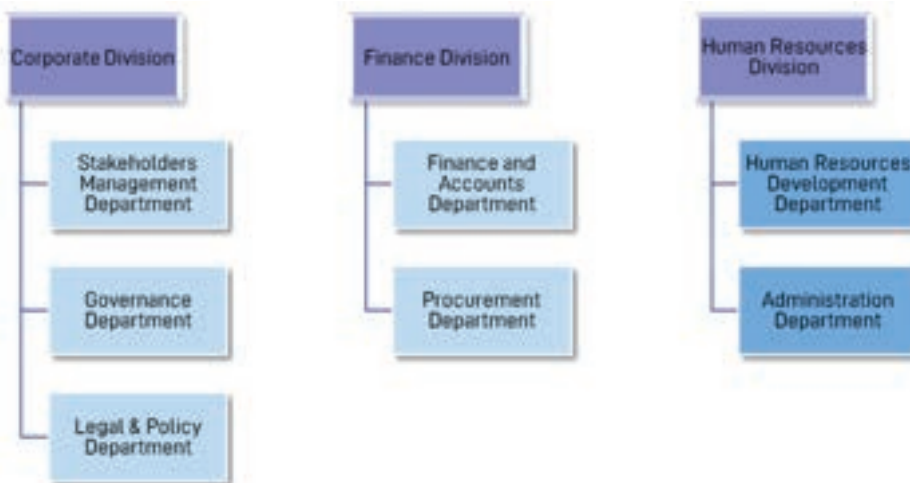 Corporate Division
Stakeholders
Management
Department
Governance
Department
Legal & Policy
Department
Finance Division
Finance and
Accounts
Department
Procurement
Department
Human Resources
Division
Human Resources
Development
Department
Administration
Department